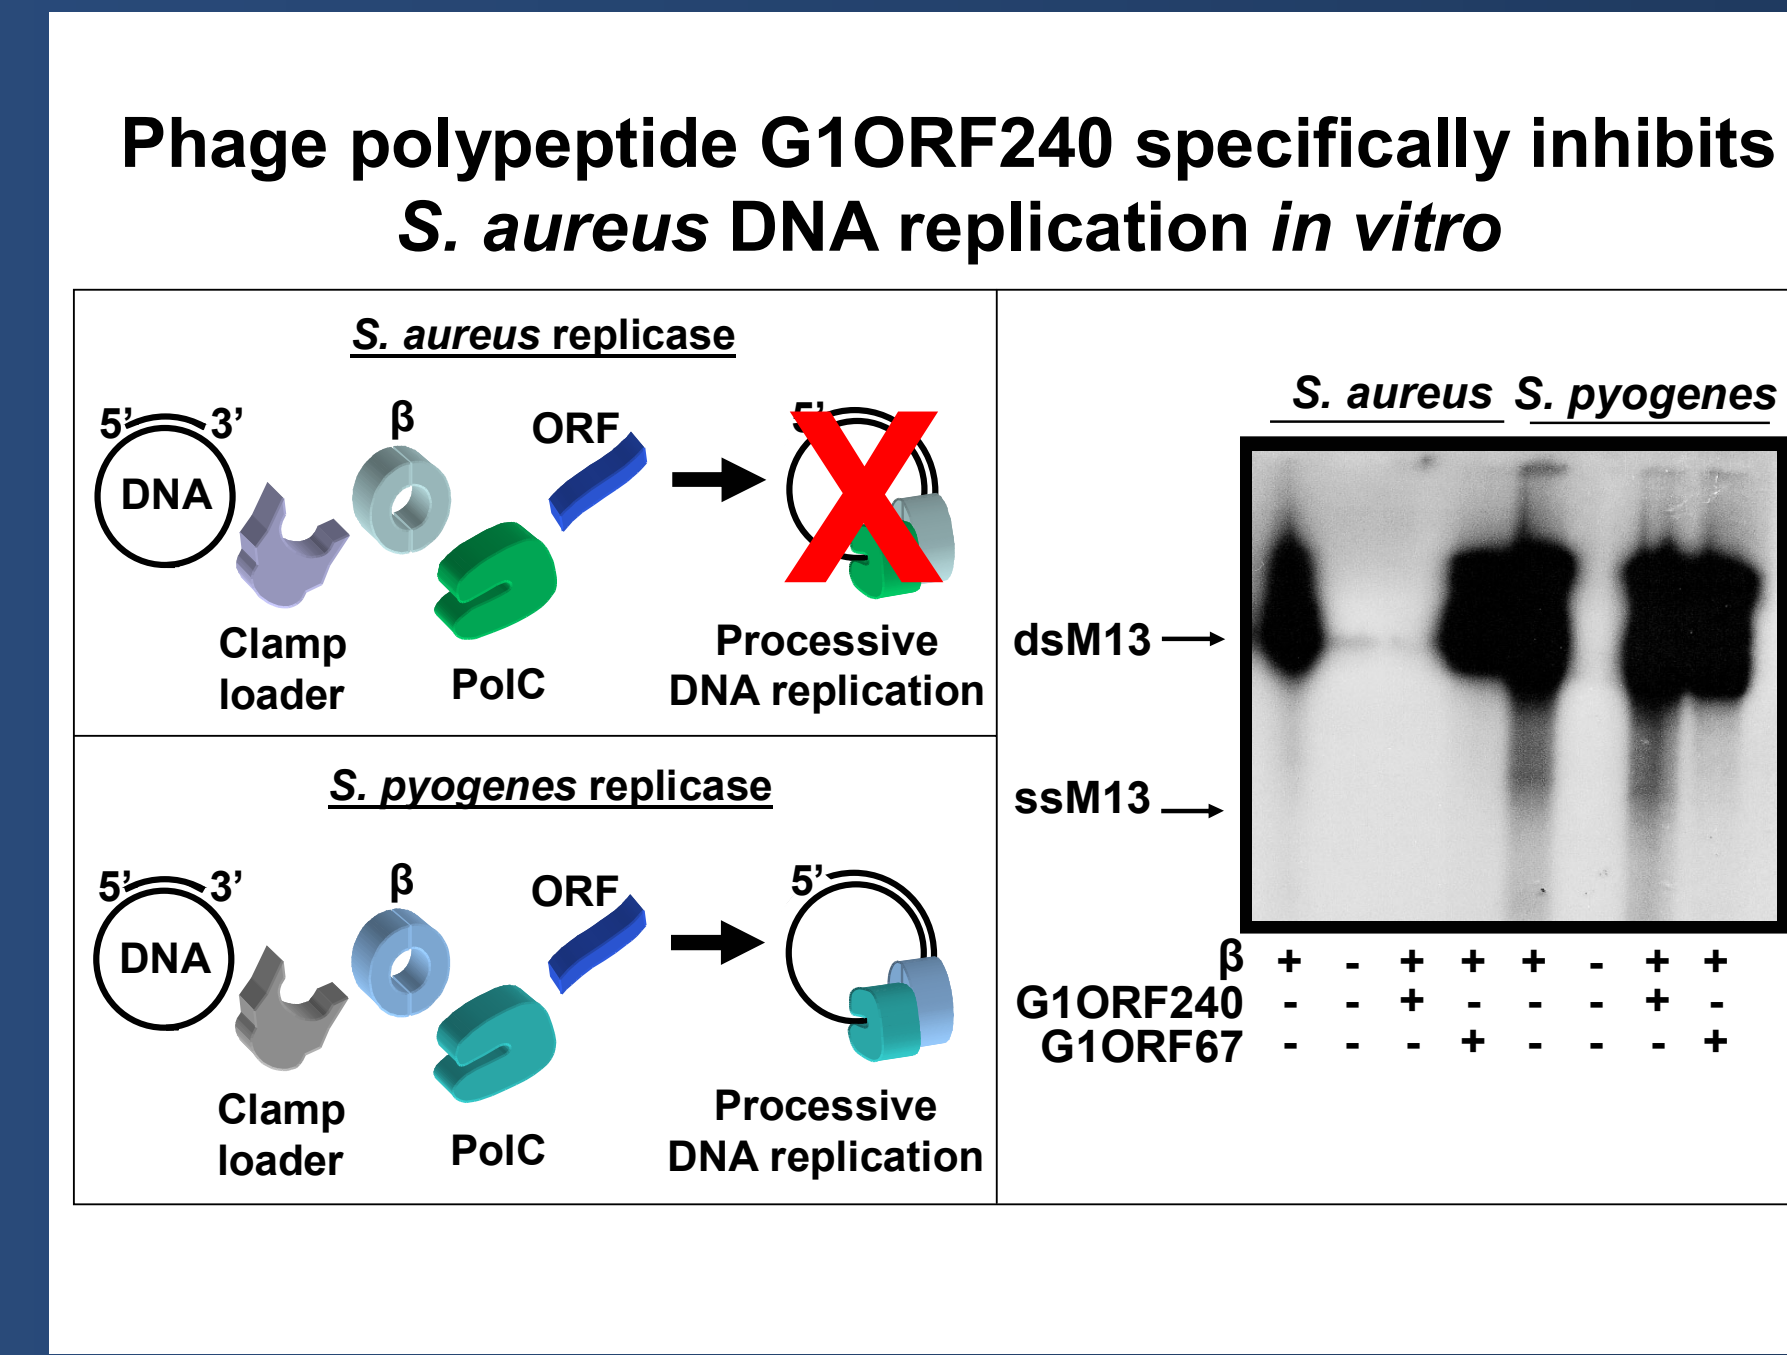 Phage polypeptide G1ORF240 specifically inhibits
S. aureus DNA replication in vitro
S. aureus replicase
5’ 3’ β ORF 5’
DNA
Clamp
loader
PolC
Processive
DNA replication
S. pyogenes replicase
5’ 3’ β ORF 5’
DNA
Clamp
loader
PolC
Processive
DNA replication
S. aureus S. pyogenes
dsM13
ssM13
β + - + + + - + +
G1ORF240 - - + - - - + -
G1ORF67 - - - + - - - +
X